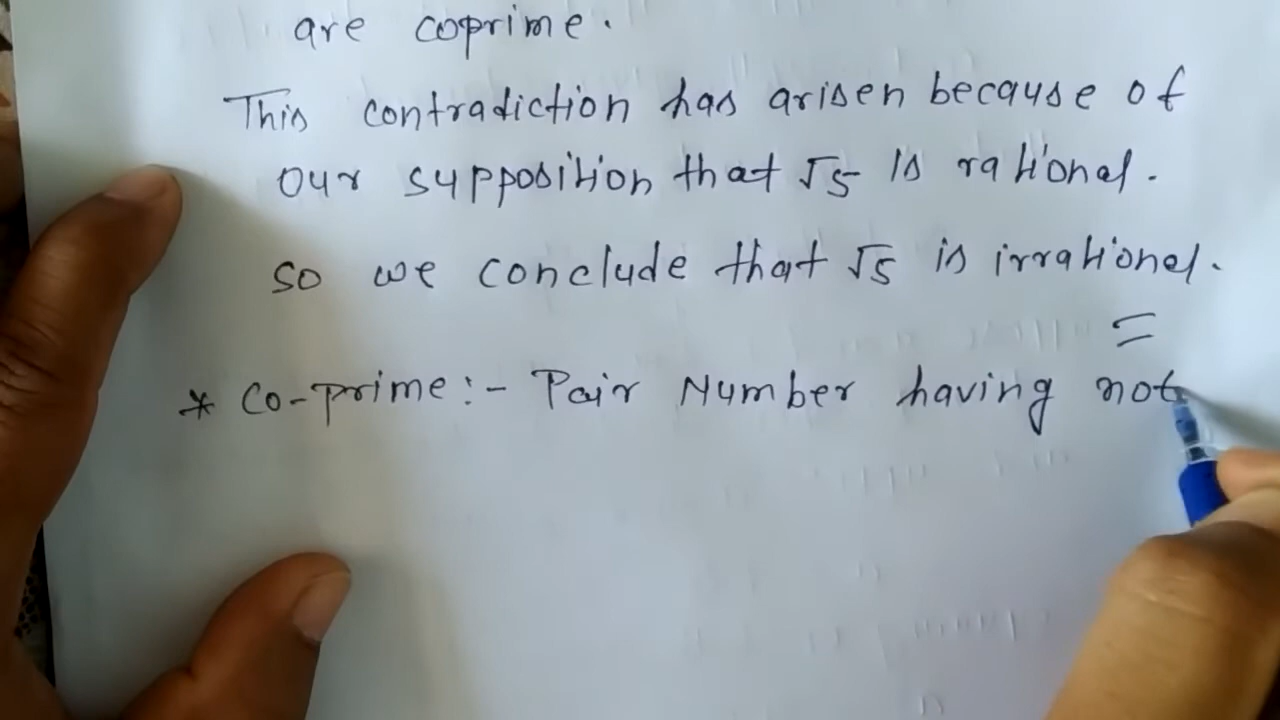 are coprime.
This contradiction has arisen because of
our supposition that √5 is rational.
so we conclude that √5 is irrational.
=
* Co-prime:- Pair Number having not